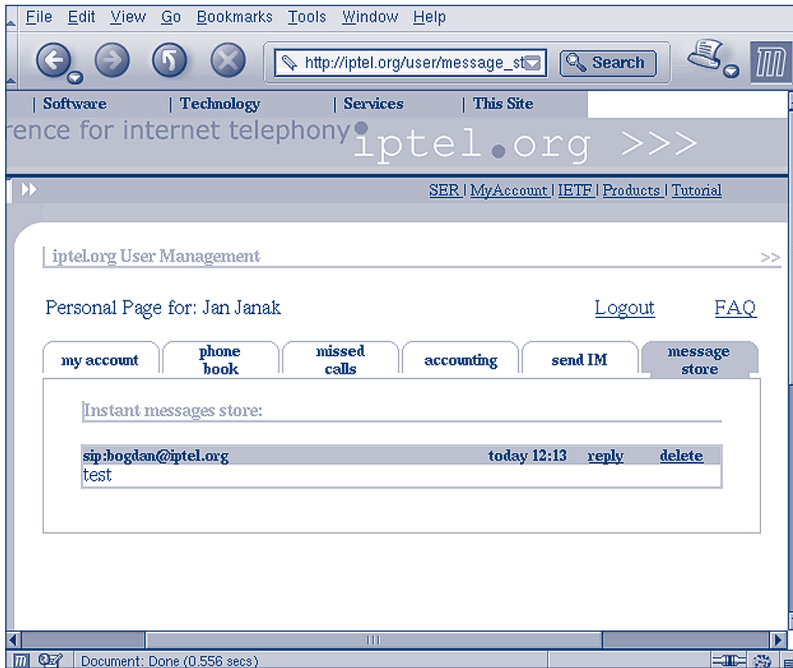 File Edit View Go Bookmarks Tools Window Help
http://iptel.org/user/message_st Search
| Software | Technology | Services | This Site
rence for internet telephony
iptel.org >>>
SER | MyAccount | IETF | Products | Tutorial
iptel.org User Management >>
Personal Page for: Jan Janak Logout FAQ
my account phone book missed calls accounting send IM message store
Instant messages store:
sip:bogdan@iptel.org today 12:13 reply delete
test
Document: Done (0.556 secs)